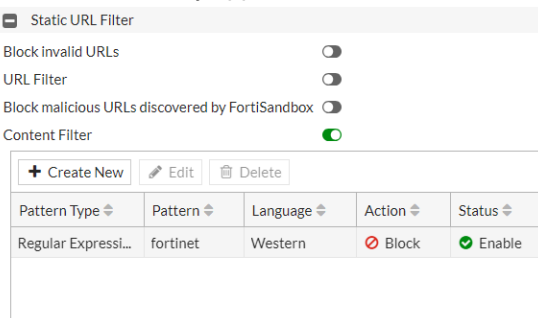 Static URL Filter
Block invalid URLs
URL Filter
Block malicious URLs discovered by FortiSandbox
Content Filter
+ Create New Edit Delete
Pattern Type Pattern Language Action Status
Regular Expressi... fortinet Western Block Enable